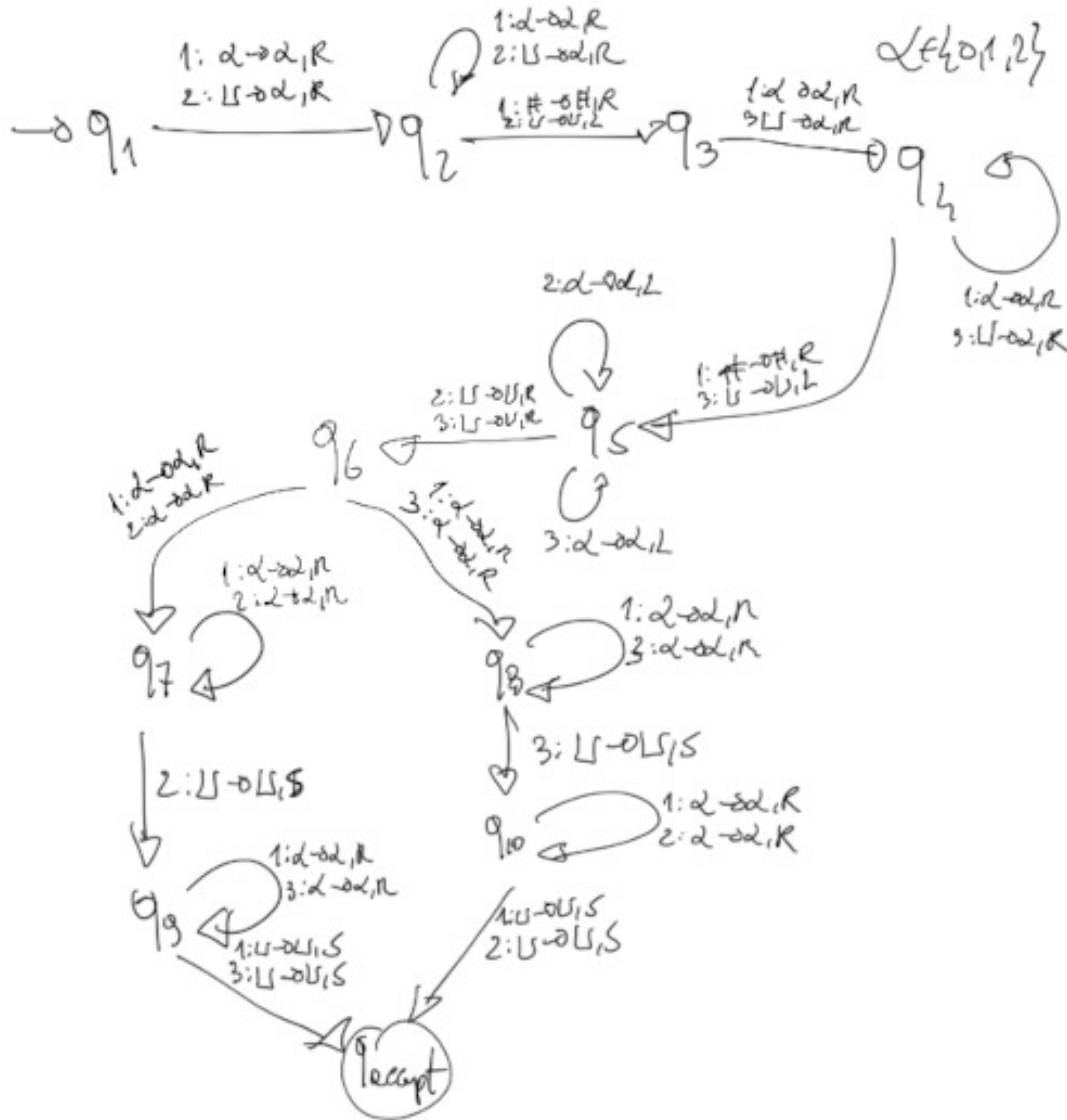 α∈{0,1,2}
1: α→α,R
2: ⊔→α,R
1: α→α,R
2: ⊔→α,R
1: #→#,R
2: ⊔→⊔,L
1: α→α,R
3: ⊔→α,R
q1
q2
q3
q4
1: α→α,R
3: ⊔→α,R
2: α→α,L
1: #→#,R
3: ⊔→⊔,L
2: ⊔→⊔,R
3: ⊔→⊔,R
q5
q6
3: α→α,L
1: α→α,R
2: α→α,R
1: α→α,R
3: α→α,R
1: α→α,R
2: α→α,R
1: α→α,R
3: α→α,R
q7
q8
2: ⊔→⊔,S
3: ⊔→⊔,S
1: α→α,R
3: α→α,R
q10
1: α→α,R
2: α→α,R
q9
1: ⊔→⊔,S
3: ⊔→⊔,S
1: ⊔→⊔,S
2: ⊔→⊔,S
qaccept